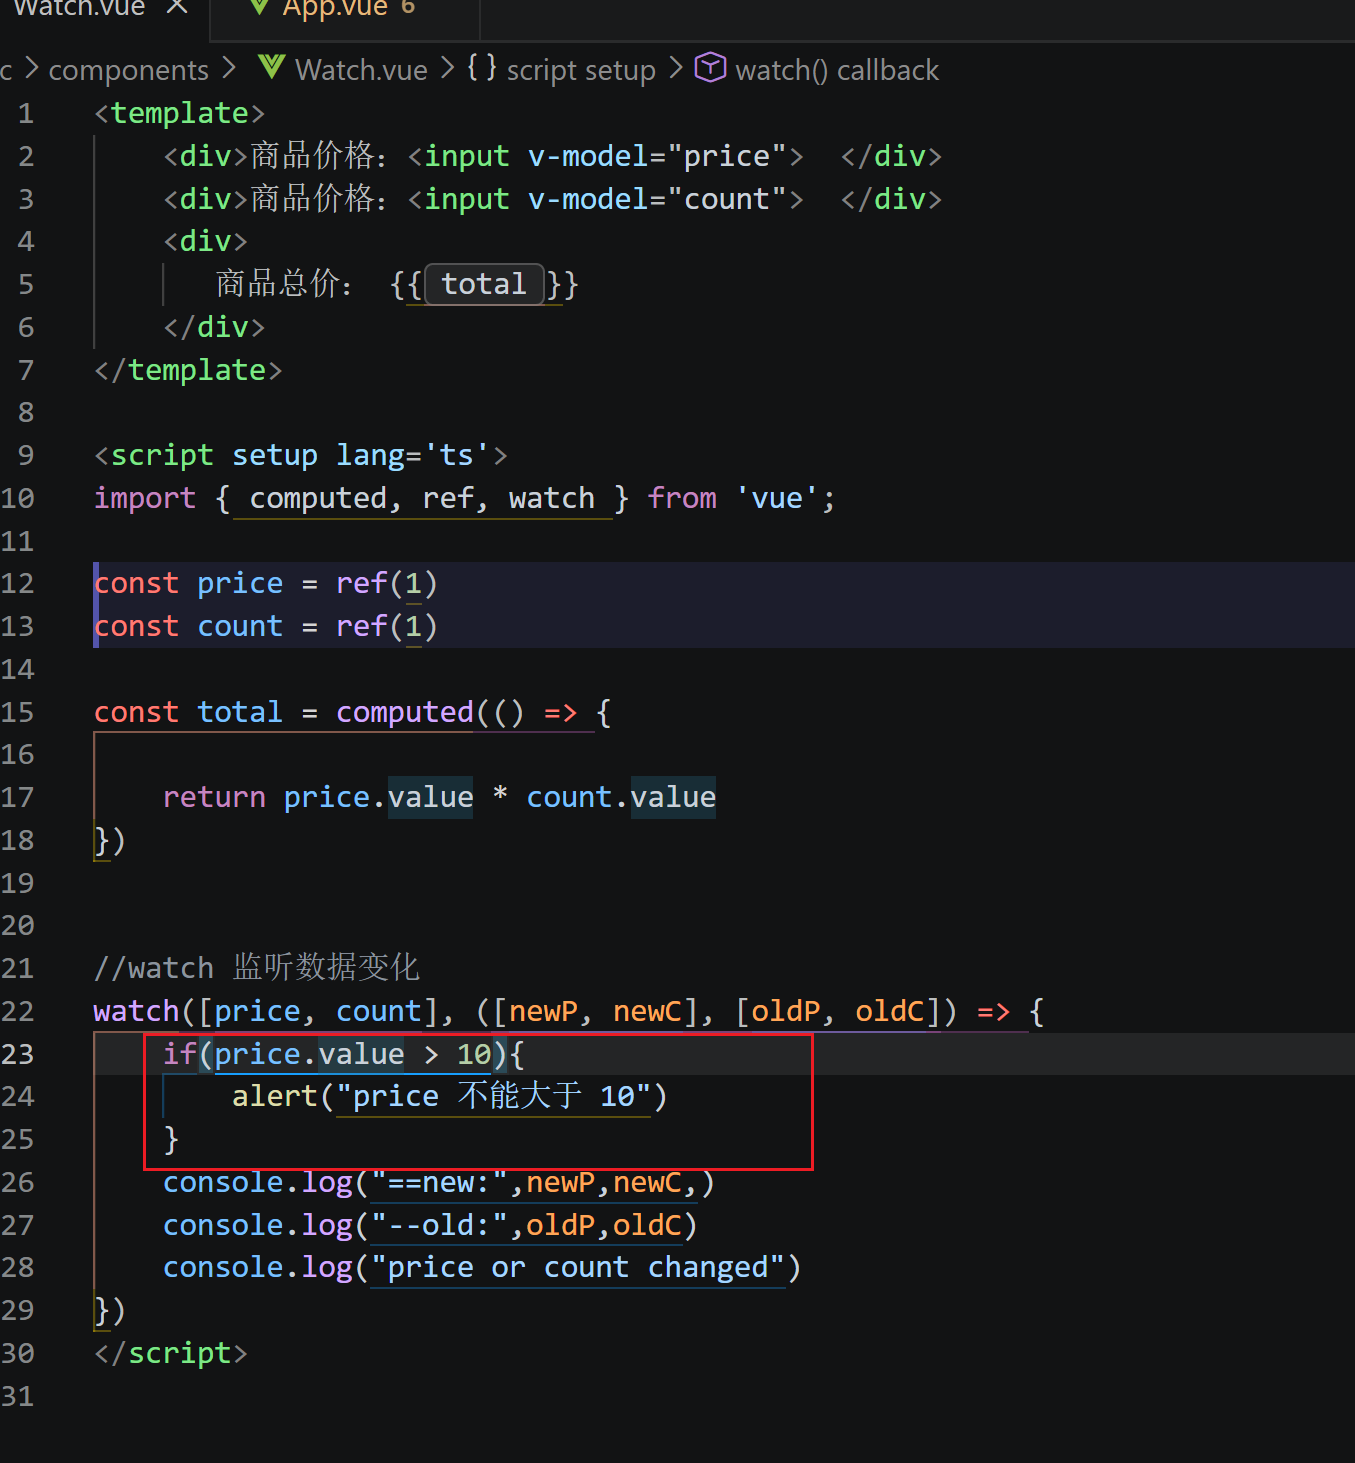 Watch.vue × App.vue 6
c > components > Watch.vue > {} script setup > watch() callback
1 <template>
2 <div>商品价格：<input v-model="price"> </div>
3 <div>商品价格：<input v-model="count"> </div>
4 <div>
5 商品总价： {{ total }}
6 </div>
7 </template>
8
9 <script setup lang='ts'>
10 import { computed, ref, watch } from 'vue';
11
12 const price = ref(1)
13 const count = ref(1)
14
15 const total = computed(() => {
16
17 return price.value * count.value
18 })
19
20
21 //watch 监听数据变化
22 watch([price, count], ([newP, newC], [oldP, oldC]) => {
23 if(price.value > 10){
24 alert("price 不能大于 10")
25 }
26 console.log("==new:",newP,newC,)
27 console.log("--old:",oldP,oldC)
28 console.log("price or count changed")
29 })
30 </script>
31